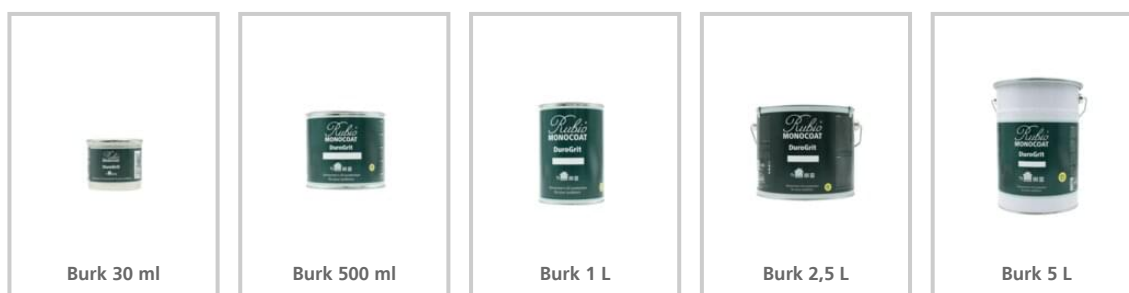 Rubio
MONOCOAT
DuroGrit
Rubio
MONOCOAT
DuroGrit
Rubio
MONOCOAT
DuroGrit
Rubio
MONOCOAT
DuroGrit
Rubio
MONOCOAT
DuroGrit
Burk 30 ml
Burk 500 ml
Burk 1 L
Burk 2,5 L
Burk 5 L